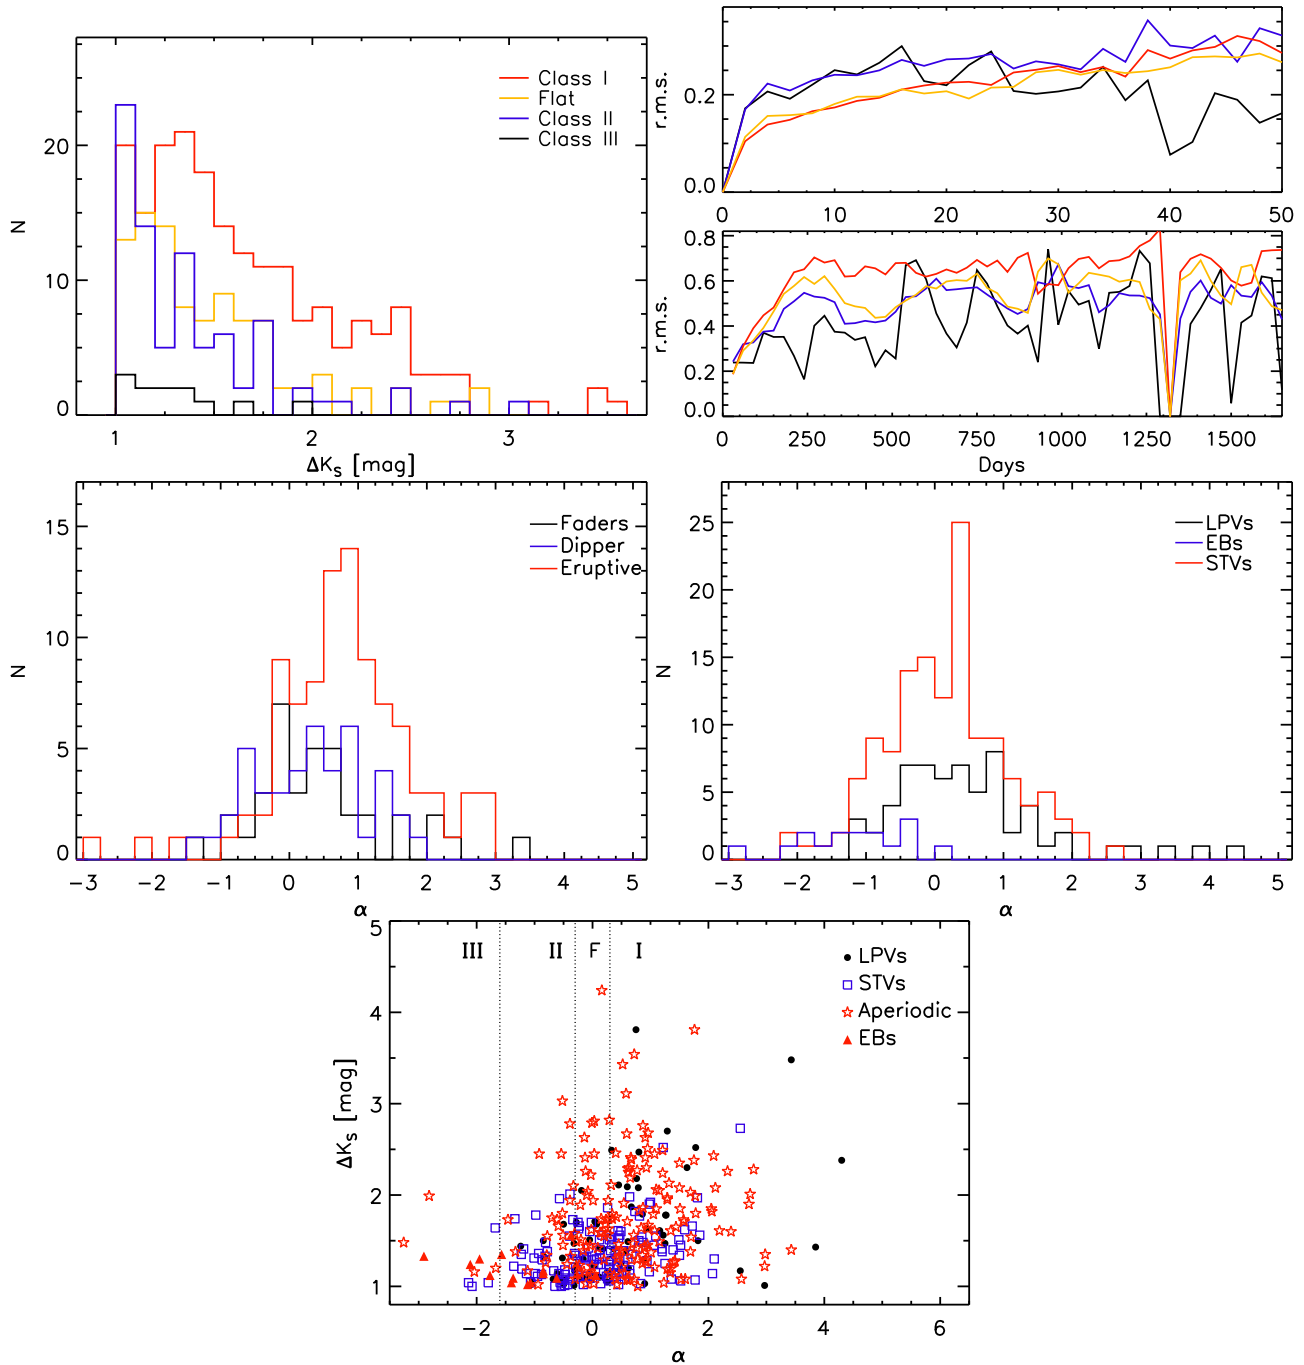 Class I
Flat
Class II
Class III
20
10
0
N
1 2 3
ΔKs [mag]
r.m.s.
0.2
0.0
0 10 20 30 40 50
r.m.s.
0.8
0.6
0.4
0.2
0.0
0 250 500 750 1000 1250 1500
Days
Faders
Dipper
Eruptive
15
10
5
0
N
-3 -2 -1 0 1 2 3 4 5
α
LPVs
EBs
STVs
25
20
15
10
5
0
N
-3 -2 -1 0 1 2 3 4 5
α
III II F I
LPVs
STVs
Aperiodic
EBs
5
4
3
2
1
ΔKs [mag]
-2 0 2 4 6
α